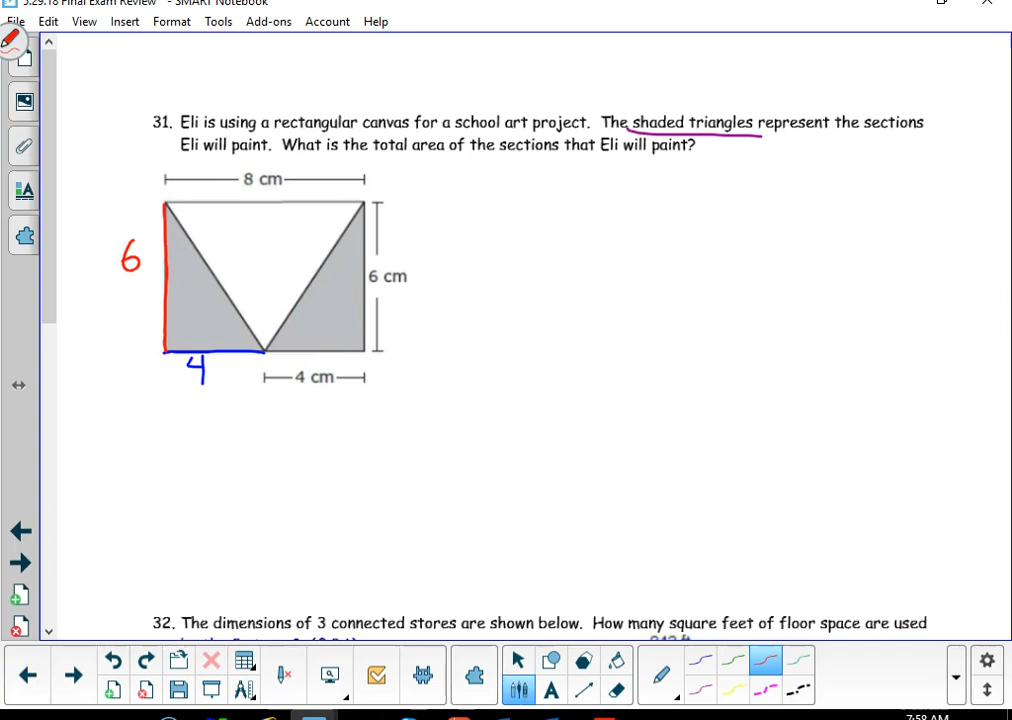 5.29.18 Final Exam Review - SMART Notebook
File Edit View Insert Format Tools Add-ons Account Help
31. Eli is using a rectangular canvas for a school art project. The shaded triangles represent the sections
Eli will paint. What is the total area of the sections that Eli will paint?
8 cm
6
6 cm
4
4 cm
32. The dimensions of 3 connected stores are shown below. How many square feet of floor space are used
7:59 AM